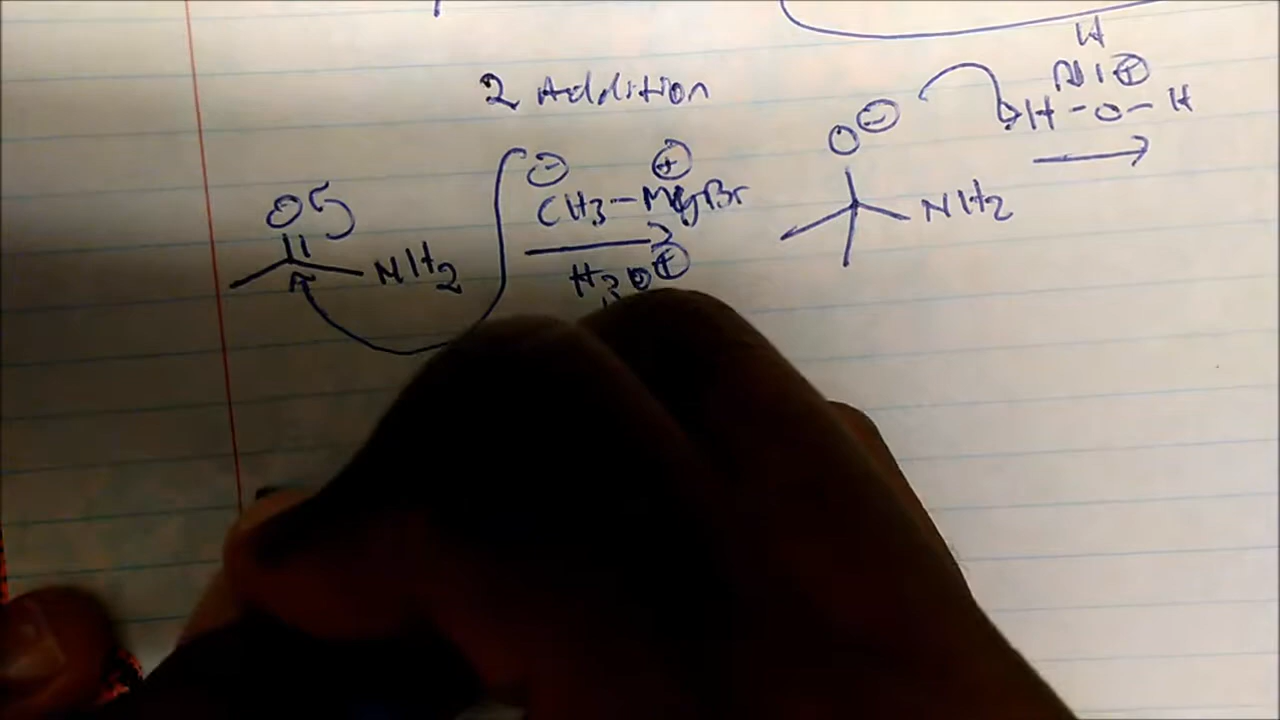 2 Addition
H
⊕
O⊖
H-O-H
⊖ ⊕
CH3-MgBr
O
NH2
NH2
H3O⊕